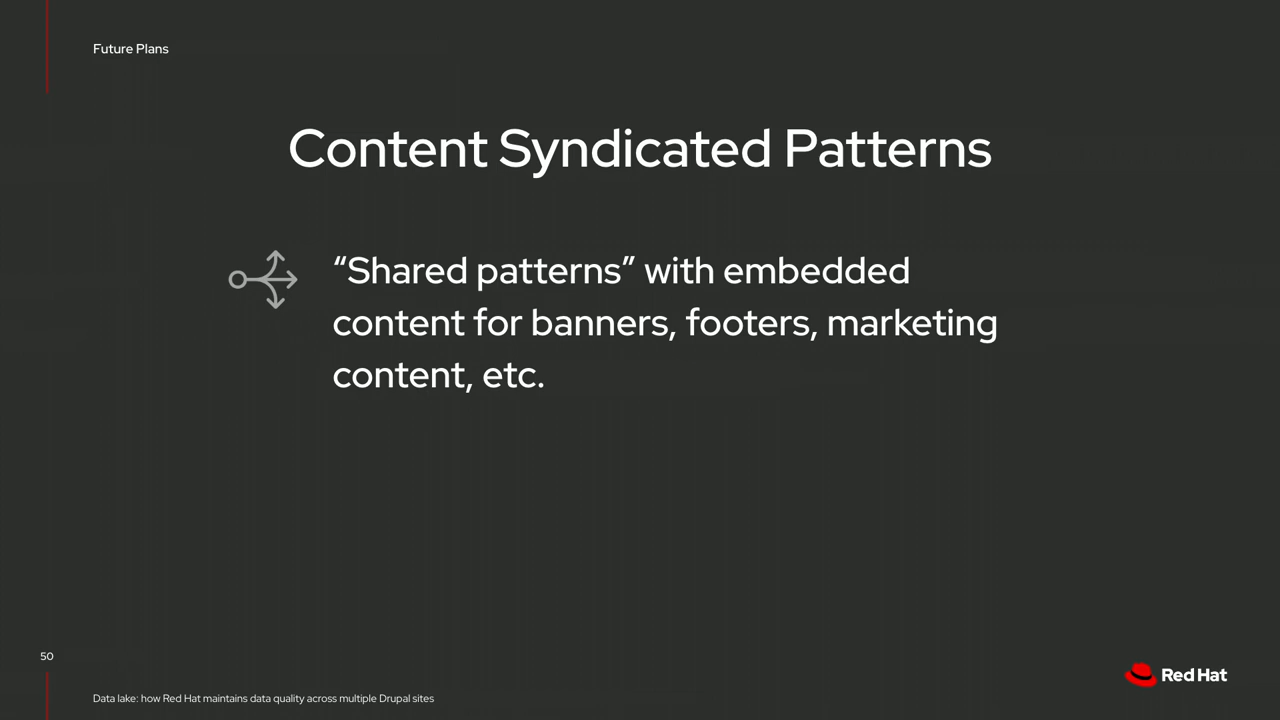 Future Plans
Content Syndicated Patterns
“Shared patterns” with embedded
content for banners, footers, marketing
content, etc.
50
Red Hat
Data lake: how Red Hat maintains data quality across multiple Drupal sites